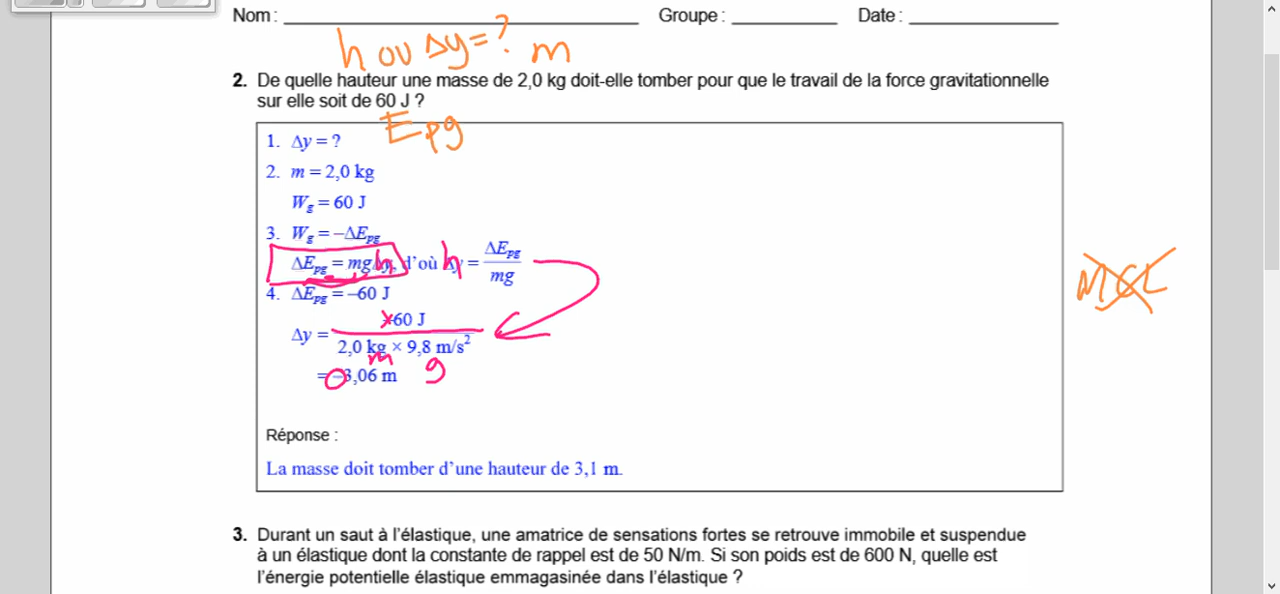 Nom : Groupe : Date :
h ou Δy = ? m
2. De quelle hauteur une masse de 2,0 kg doit-elle tomber pour que le travail de la force gravitationnelle
sur elle soit de 60 J ?
Epg
1. Δy = ?
2. m = 2,0 kg
Wg = 60 J
3. Wg = –ΔEpg
ΔEpg = mg h d'où h = ΔEpg / mg
4. ΔEpg = –60 J
Δy = –60 J / 2,0 kg × 9,8 m/s²
m g
= –3,06 m
Réponse :
La masse doit tomber d'une hauteur de 3,1 m.
3. Durant un saut à l'élastique, une amatrice de sensations fortes se retrouve immobile et suspendue
à un élastique dont la constante de rappel est de 50 N/m. Si son poids est de 600 N, quelle est
l'énergie potentielle élastique emmagasinée dans l'élastique ?